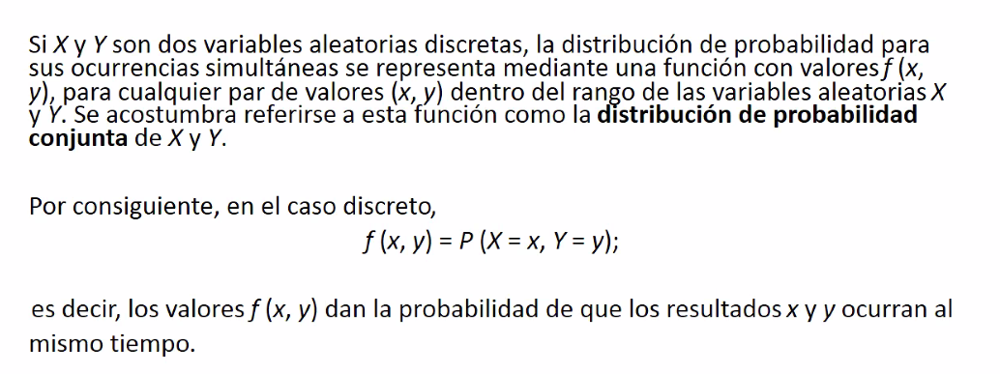 Si X y Y son dos variables aleatorias discretas, la distribución de probabilidad para
sus ocurrencias simultáneas se representa mediante una función con valores f (x,
y), para cualquier par de valores (x, y) dentro del rango de las variables aleatorias X
y Y. Se acostumbra referirse a esta función como la distribución de probabilidad
conjunta de X y Y.
Por consiguiente, en el caso discreto,
f (x, y) = P (X = x, Y = y);
es decir, los valores f (x, y) dan la probabilidad de que los resultados x y y ocurran al
mismo tiempo.